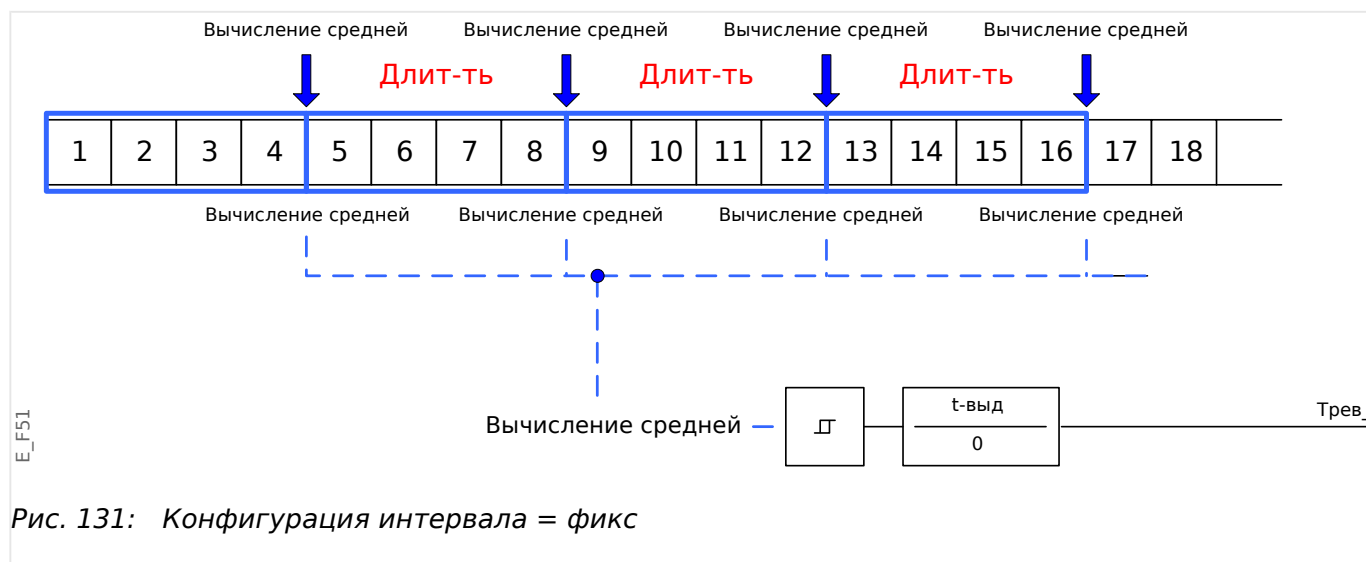 Вычисление средней Вычисление средней Вычисление средней Вычисление средней
Длит-ть Длит-ть Длит-ть
1 2 3 4 5 6 7 8 9 10 11 12 13 14 15 16 17 18
Вычисление средней Вычисление средней Вычисление средней Вычисление средней
t-выд
Трев_
Вычисление средней
0
E_F51
Рис. 131: Конфигурация интервала = фикс